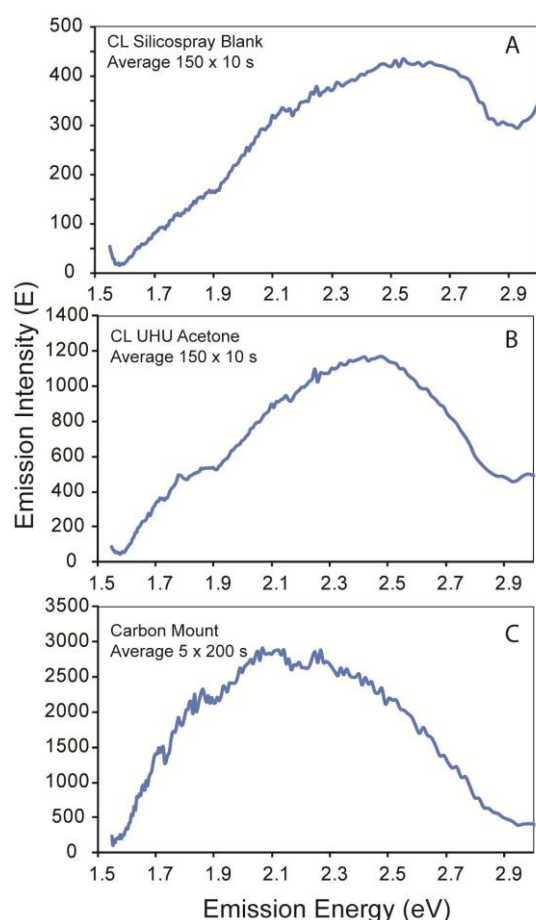 CL Silicospray Blank
Average 150 x 10 s
A
500
400
300
200
100
0
1.5 1.7 1.9 2.1 2.3 2.5 2.7 2.9
Emission Intensity (E)
CL UHU Acetone
Average 150 x 10 s
B
1400
1200
1000
800
600
400
200
0
1.5 1.7 1.9 2.1 2.3 2.5 2.7 2.9
Carbon Mount
Average 5 x 200 s
C
3500
3000
2500
2000
1500
1000
500
0
1.5 1.7 1.9 2.1 2.3 2.5 2.7 2.9
Emission Energy (eV)